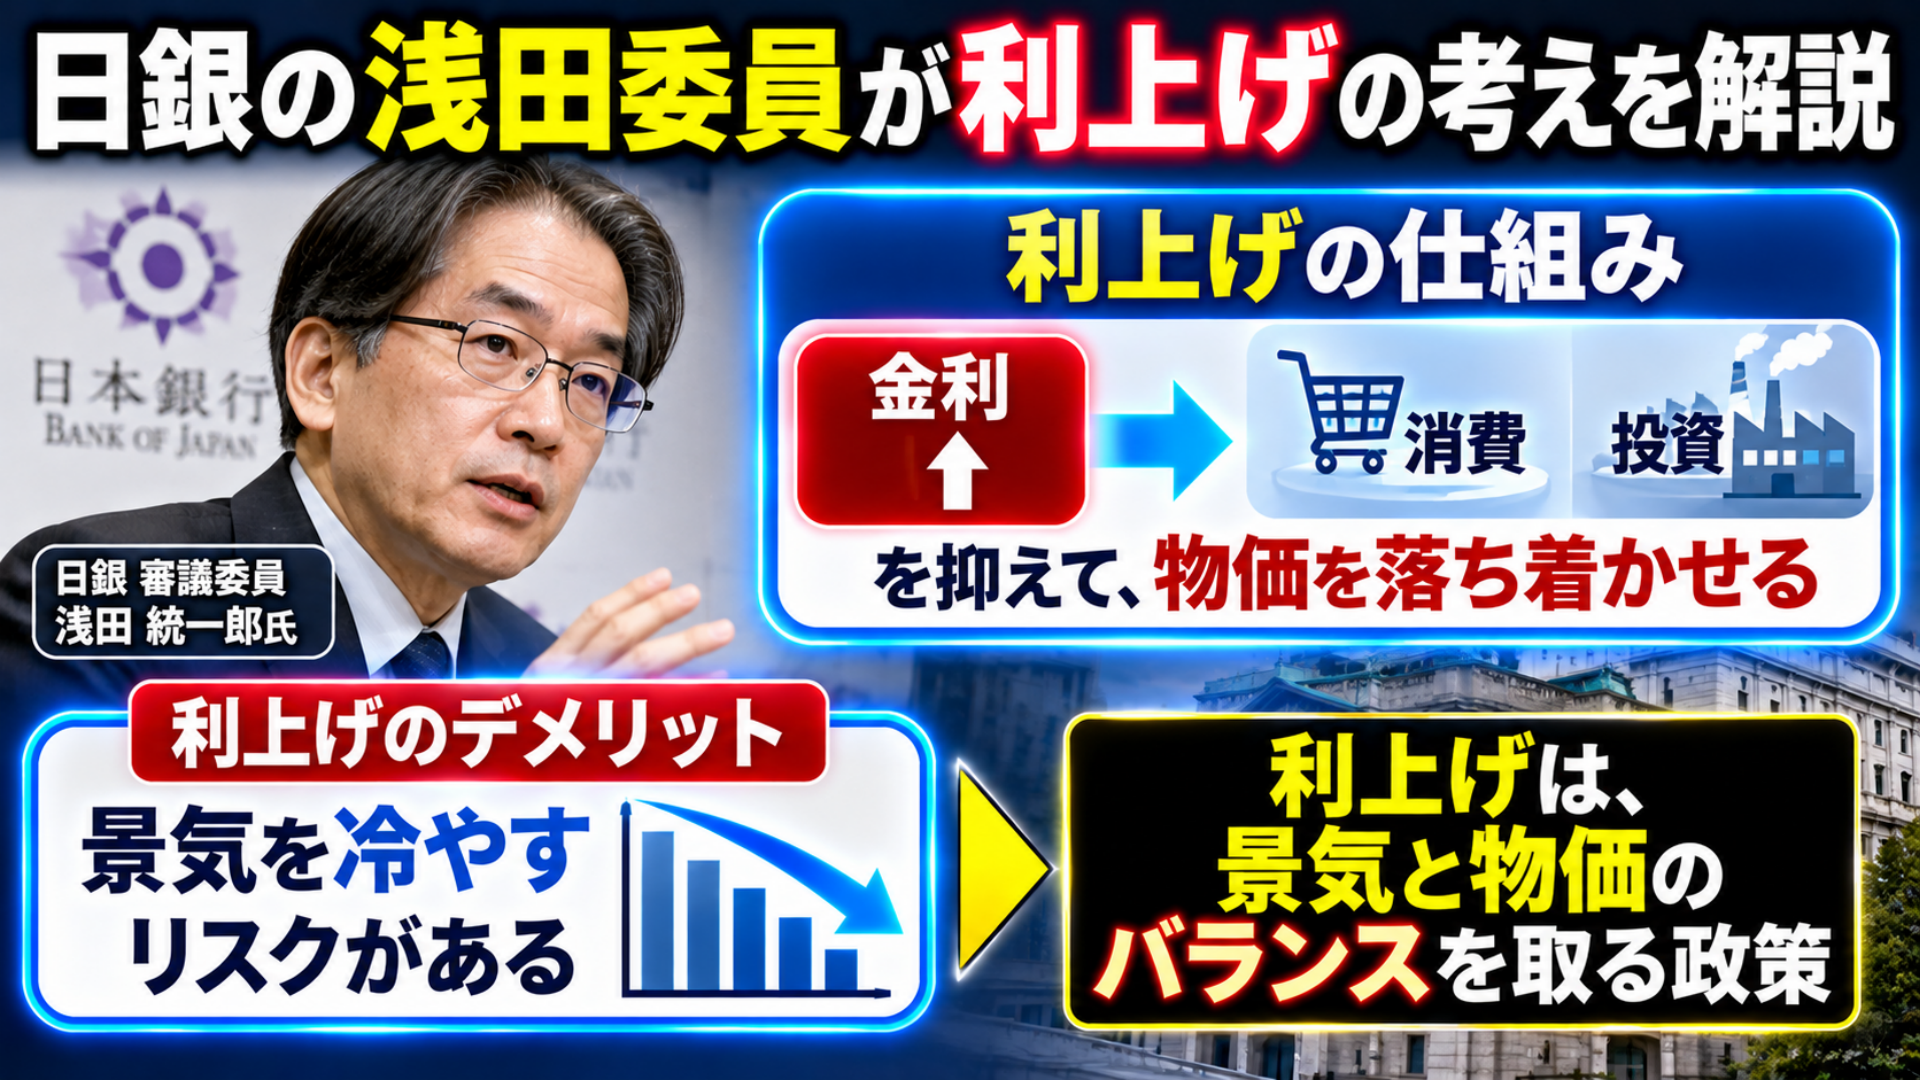 日銀の浅田委員が利上げの考えを解説
日本銀行
BANK OF JAPAN
日銀 審議委員
浅田 統一郎氏
利上げの仕組み
金利
消費
投資
を抑えて、物価を落ち着かせる
利上げのデメリット
景気を冷やす
リスクがある
利上げは、
景気と物価の
バランスを取る政策